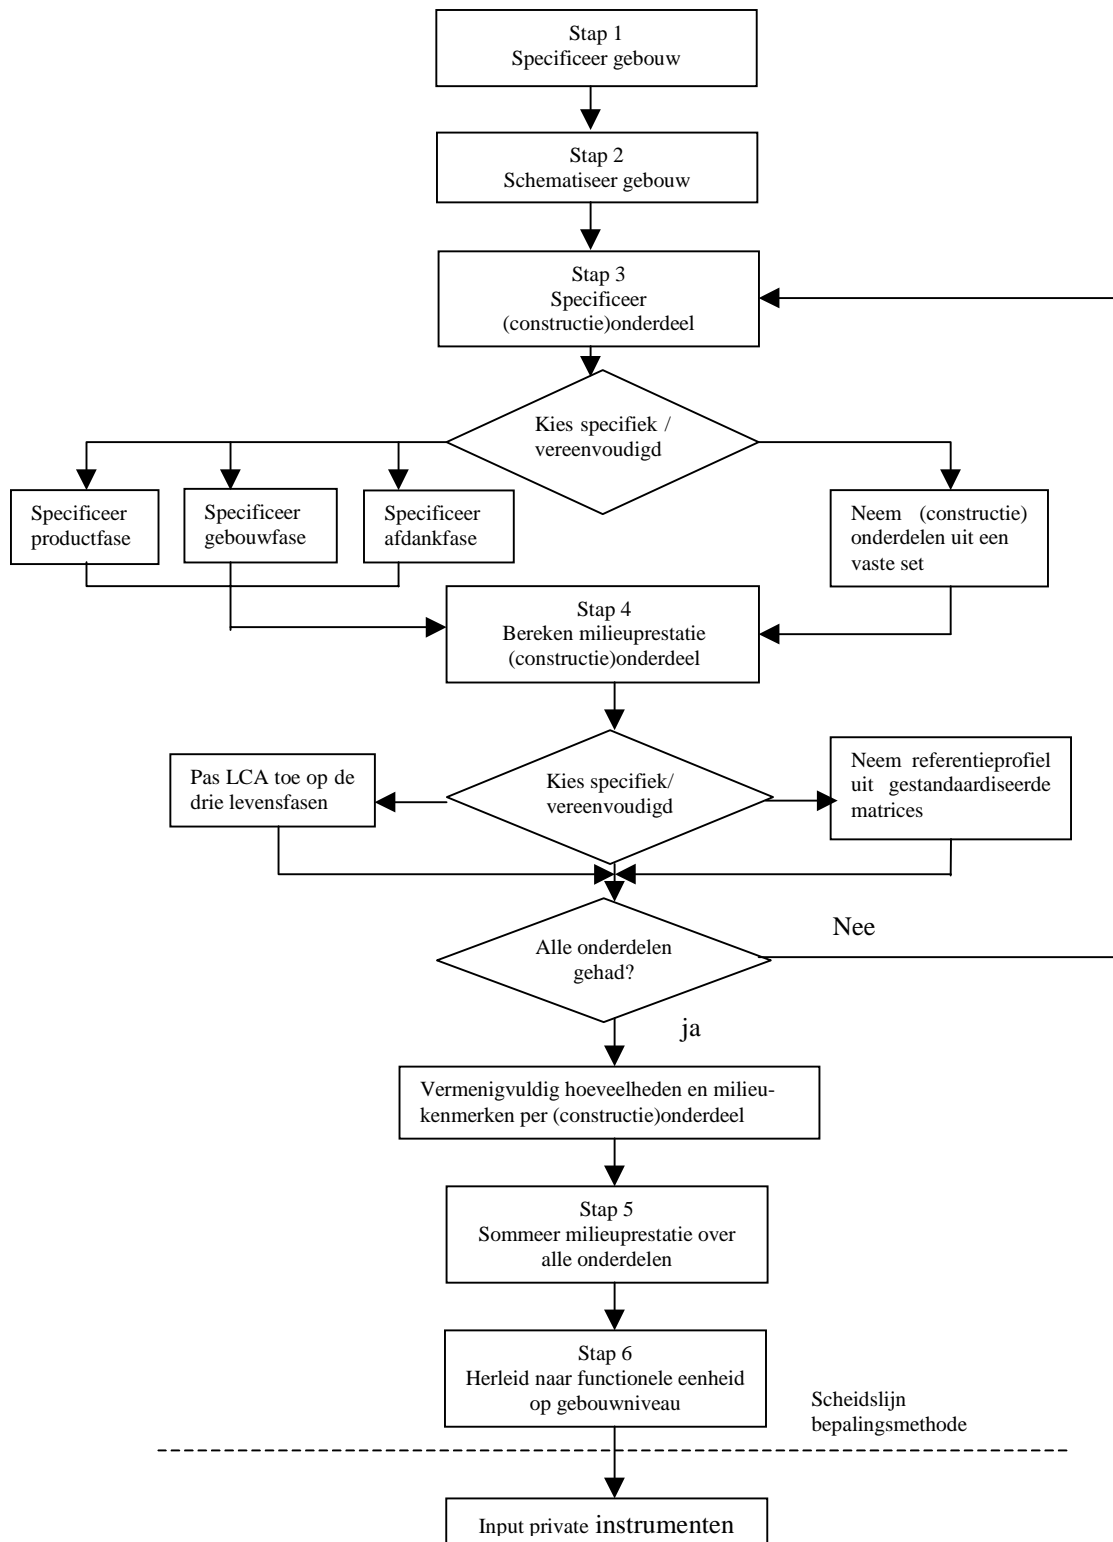 Stap 1
Specificeer gebouw
Stap 2
Schematiseer gebouw
Stap 3
Specificeer
(constructie)onderdeel
Kies specifiek /
vereenvoudigd
Specificeer
productfase
Specificeer
gebouwfase
Specificeer
afdankfase
Neem (constructie)
onderdelen uit een
vaste set
Stap 4
Bereken milieuprestatie
(constructie)onderdeel
Pas LCA toe op de
drie levensfasen
Kies specifiek/
vereenvoudigd
Neem referentieprofiel
uit gestandaardiseerde
matrices
Nee
Alle onderdelen
gehad?
ja
Vermenigvuldig hoeveelheden en milieu-
kenmerken per (constructie)onderdeel
Stap 5
Sommeer milieuprestatie over
alle onderdelen
Stap 6
Herleid naar functionele eenheid
op gebouwniveau
Scheidslijn
bepalingsmethode
Input private instrumenten